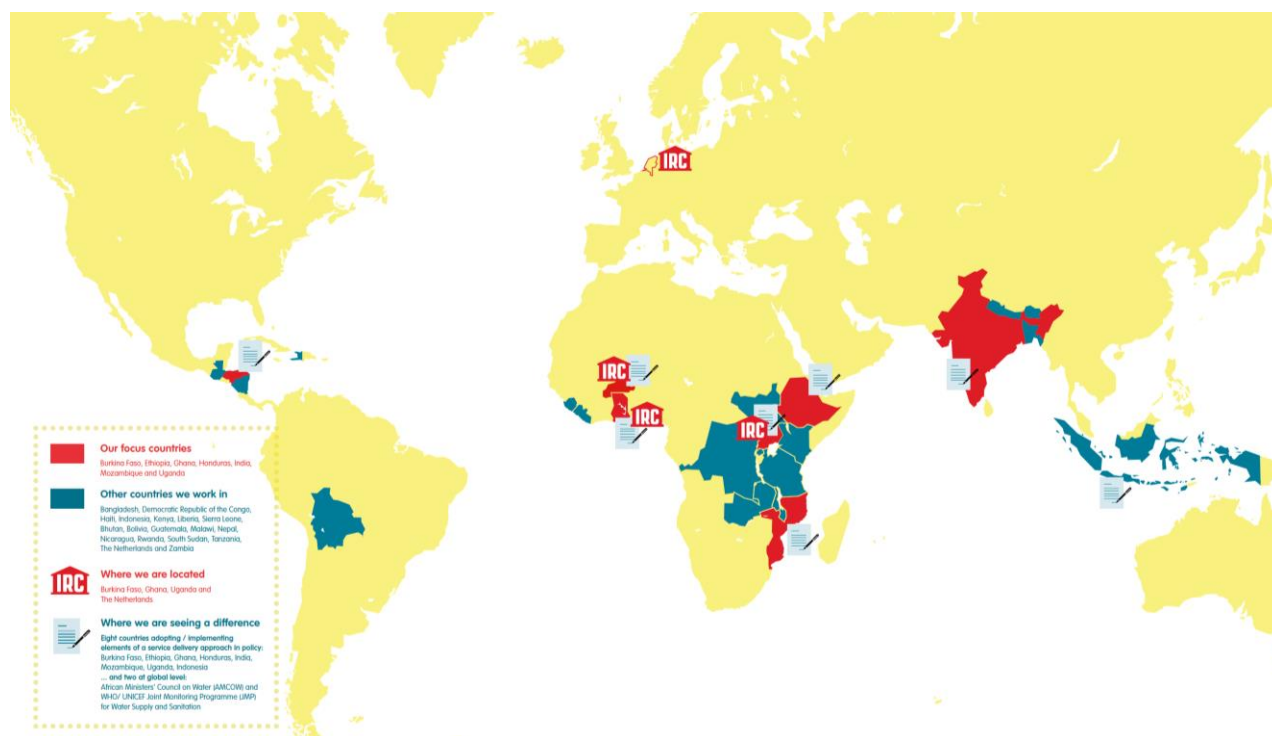 IRC
IRC
IRC
IRC
Our focus countries
Burkina Faso, Ethiopia, Ghana, Honduras, India,
Mozambique and Uganda
Other countries we work in
Bangladesh, Democratic Republic of the Congo,
Haiti, Indonesia, Kenya, Liberia, Sierra Leone,
Bhutan, Bolivia, Guatemala, Malawi, Nepal,
Nicaragua, Rwanda, South Sudan, Tanzania,
The Netherlands and Zambia
IRC
Where we are located
Burkina Faso, Ghana, Uganda and
The Netherlands
Where we are seeing a difference
Eight countries adopting / implementing
elements of a service delivery approach in policy:
Burkina Faso, Ethiopia, Ghana, Honduras, India,
Mozambique, Uganda, Indonesia
... and two at global level:
African Ministers' Council on Water (AMCOW) and
WHO/ UNICEF Joint Monitoring Programme (JMP)
for Water Supply and Sanitation